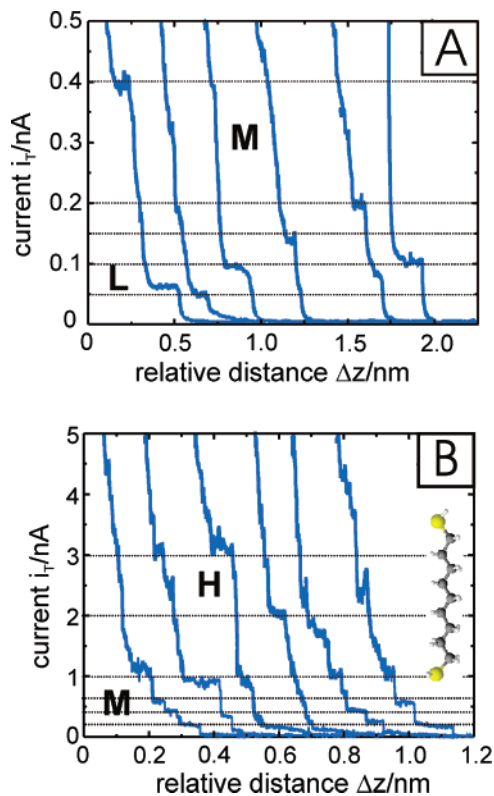 A
0.5
0.4
0.3
0.2
0.1
0
M
L
current iT/nA
0 0.5 1.0 1.5 2.0
relative distance Δz/nm
B
5
4
3
2
1
0
H
M
current iT/nA
0 0.2 0.4 0.6 0.8 1.0 1.2
relative distance Δz/nm